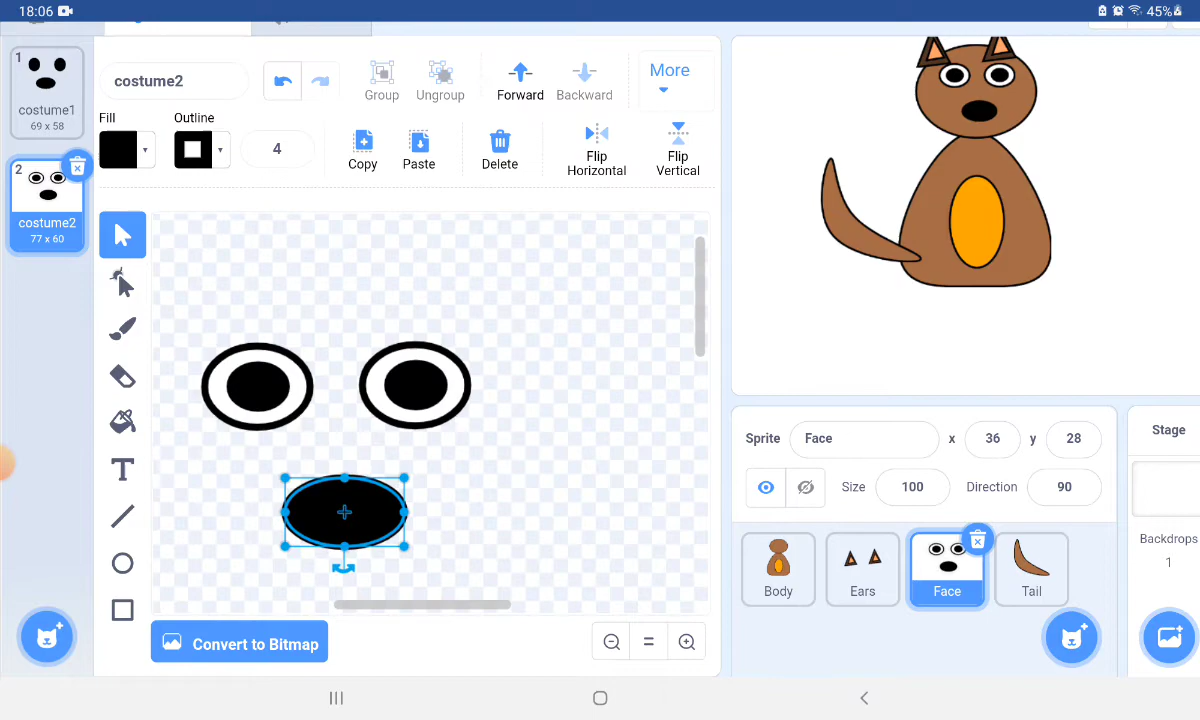 18:06
45%
1
costume1
69 x 58
2
costume2
77 x 60
costume2
Group
Ungroup
Forward
Backward
More
Fill
Outline
4
Copy
Paste
Delete
Flip Horizontal
Flip Vertical
T
Convert to Bitmap
Sprite
Face
x
36
y
28
Size
100
Direction
90
Body
Ears
Face
Tail
Stage
Backdrops
1